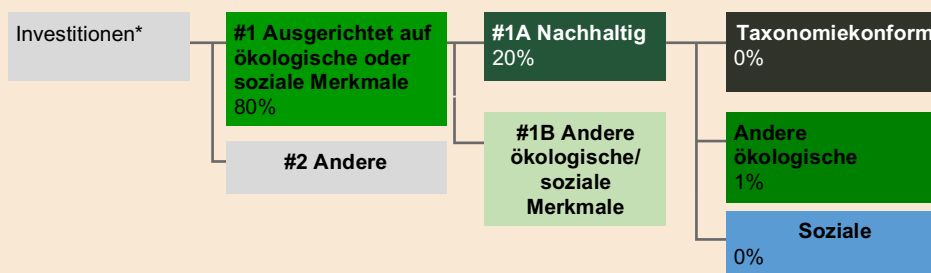 Investitionen*
#1 Ausgerichtet auf
ökologische oder
soziale Merkmale
80%
#2 Andere
#1A Nachhaltig
20%
#1B Andere
ökologische/
soziale
Merkmale
Taxonomiekonform
0%
Andere
ökologische
1%
Soziale
0%